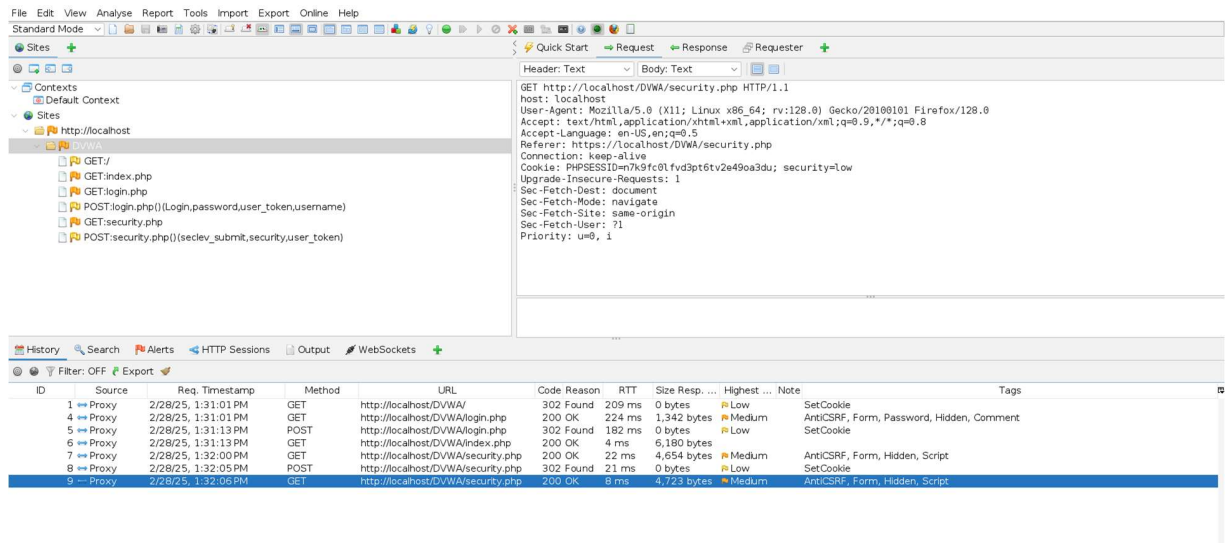 File Edit View Analyse Report Tools Import Export Online Help
Standard Mode
Sites
Quick Start Request Response Requester
Header: Text Body: Text
Contexts
Default Context
Sites
http://localhost
DVWA
GET:/
GET:index.php
GET:login.php
POST:login.php()(Login,password,user_token,username)
GET:security.php
POST:security.php()(seclev_submit,security,user_token)
GET http://localhost/DVWA/security.php HTTP/1.1
host: localhost
User-Agent: Mozilla/5.0 (X11; Linux x86_64; rv:128.0) Gecko/20100101 Firefox/128.0
Accept: text/html,application/xhtml+xml,application/xml;q=0.9,*/*;q=0.8
Accept-Language: en-US,en;q=0.5
Referer: https://localhost/DVWA/security.php
Connection: keep-alive
Cookie: PHPSESSID=n7k9fc0lfvd3pt6tv2e49oa3du; security=low
Upgrade-Insecure-Requests: 1
Sec-Fetch-Dest: document
Sec-Fetch-Mode: navigate
Sec-Fetch-Site: same-origin
Sec-Fetch-User: ?1
Priority: u=0, i
History Search Alerts HTTP Sessions Output WebSockets
Filter: OFF Export
ID Source Req. Timestamp Method URL Code Reason RTT Size Resp. ... Highest ... Note Tags
1 Proxy 2/28/25, 1:31:01 PM GET http://localhost/DVWA/ 302 Found 209 ms 0 bytes Low SetCookie
4 Proxy 2/28/25, 1:31:01 PM GET http://localhost/DVWA/login.php 200 OK 224 ms 1,342 bytes Medium AntiCSRF, Form, Password, Hidden, Comment
5 Proxy 2/28/25, 1:31:13 PM POST http://localhost/DVWA/login.php 302 Found 182 ms 0 bytes Low SetCookie
6 Proxy 2/28/25, 1:31:13 PM GET http://localhost/DVWA/index.php 200 OK 4 ms 6,180 bytes
7 Proxy 2/28/25, 1:32:00 PM GET http://localhost/DVWA/security.php 200 OK 22 ms 4,654 bytes Medium AntiCSRF, Form, Hidden, Script
8 Proxy 2/28/25, 1:32:05 PM POST http://localhost/DVWA/security.php 302 Found 21 ms 0 bytes Low SetCookie
9 Proxy 2/28/25, 1:32:06 PM GET http://localhost/DVWA/security.php 200 OK 8 ms 4,723 bytes Medium AntiCSRF, Form, Hidden, Script